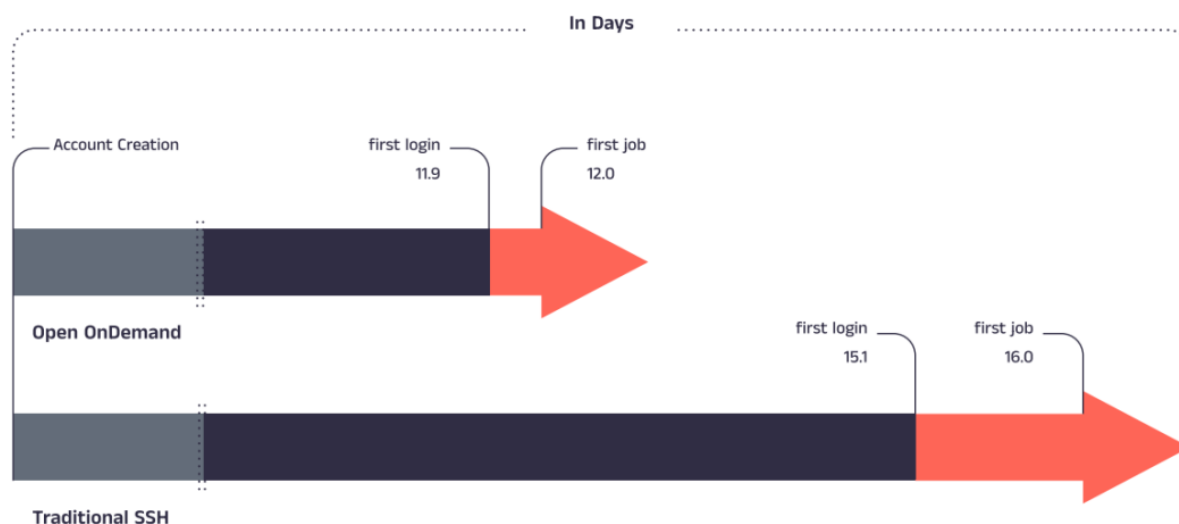 In Days
Account Creation
first login
11.9
first job
12.0
Open OnDemand
first login
15.1
first job
16.0
Traditional SSH